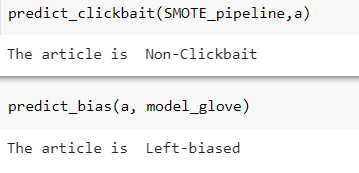 predict_clickbait(SMOTE_pipeline,a)
The article is  Non-Clickbait
predict_bias(a, model_glove)
The article is  Left-biased